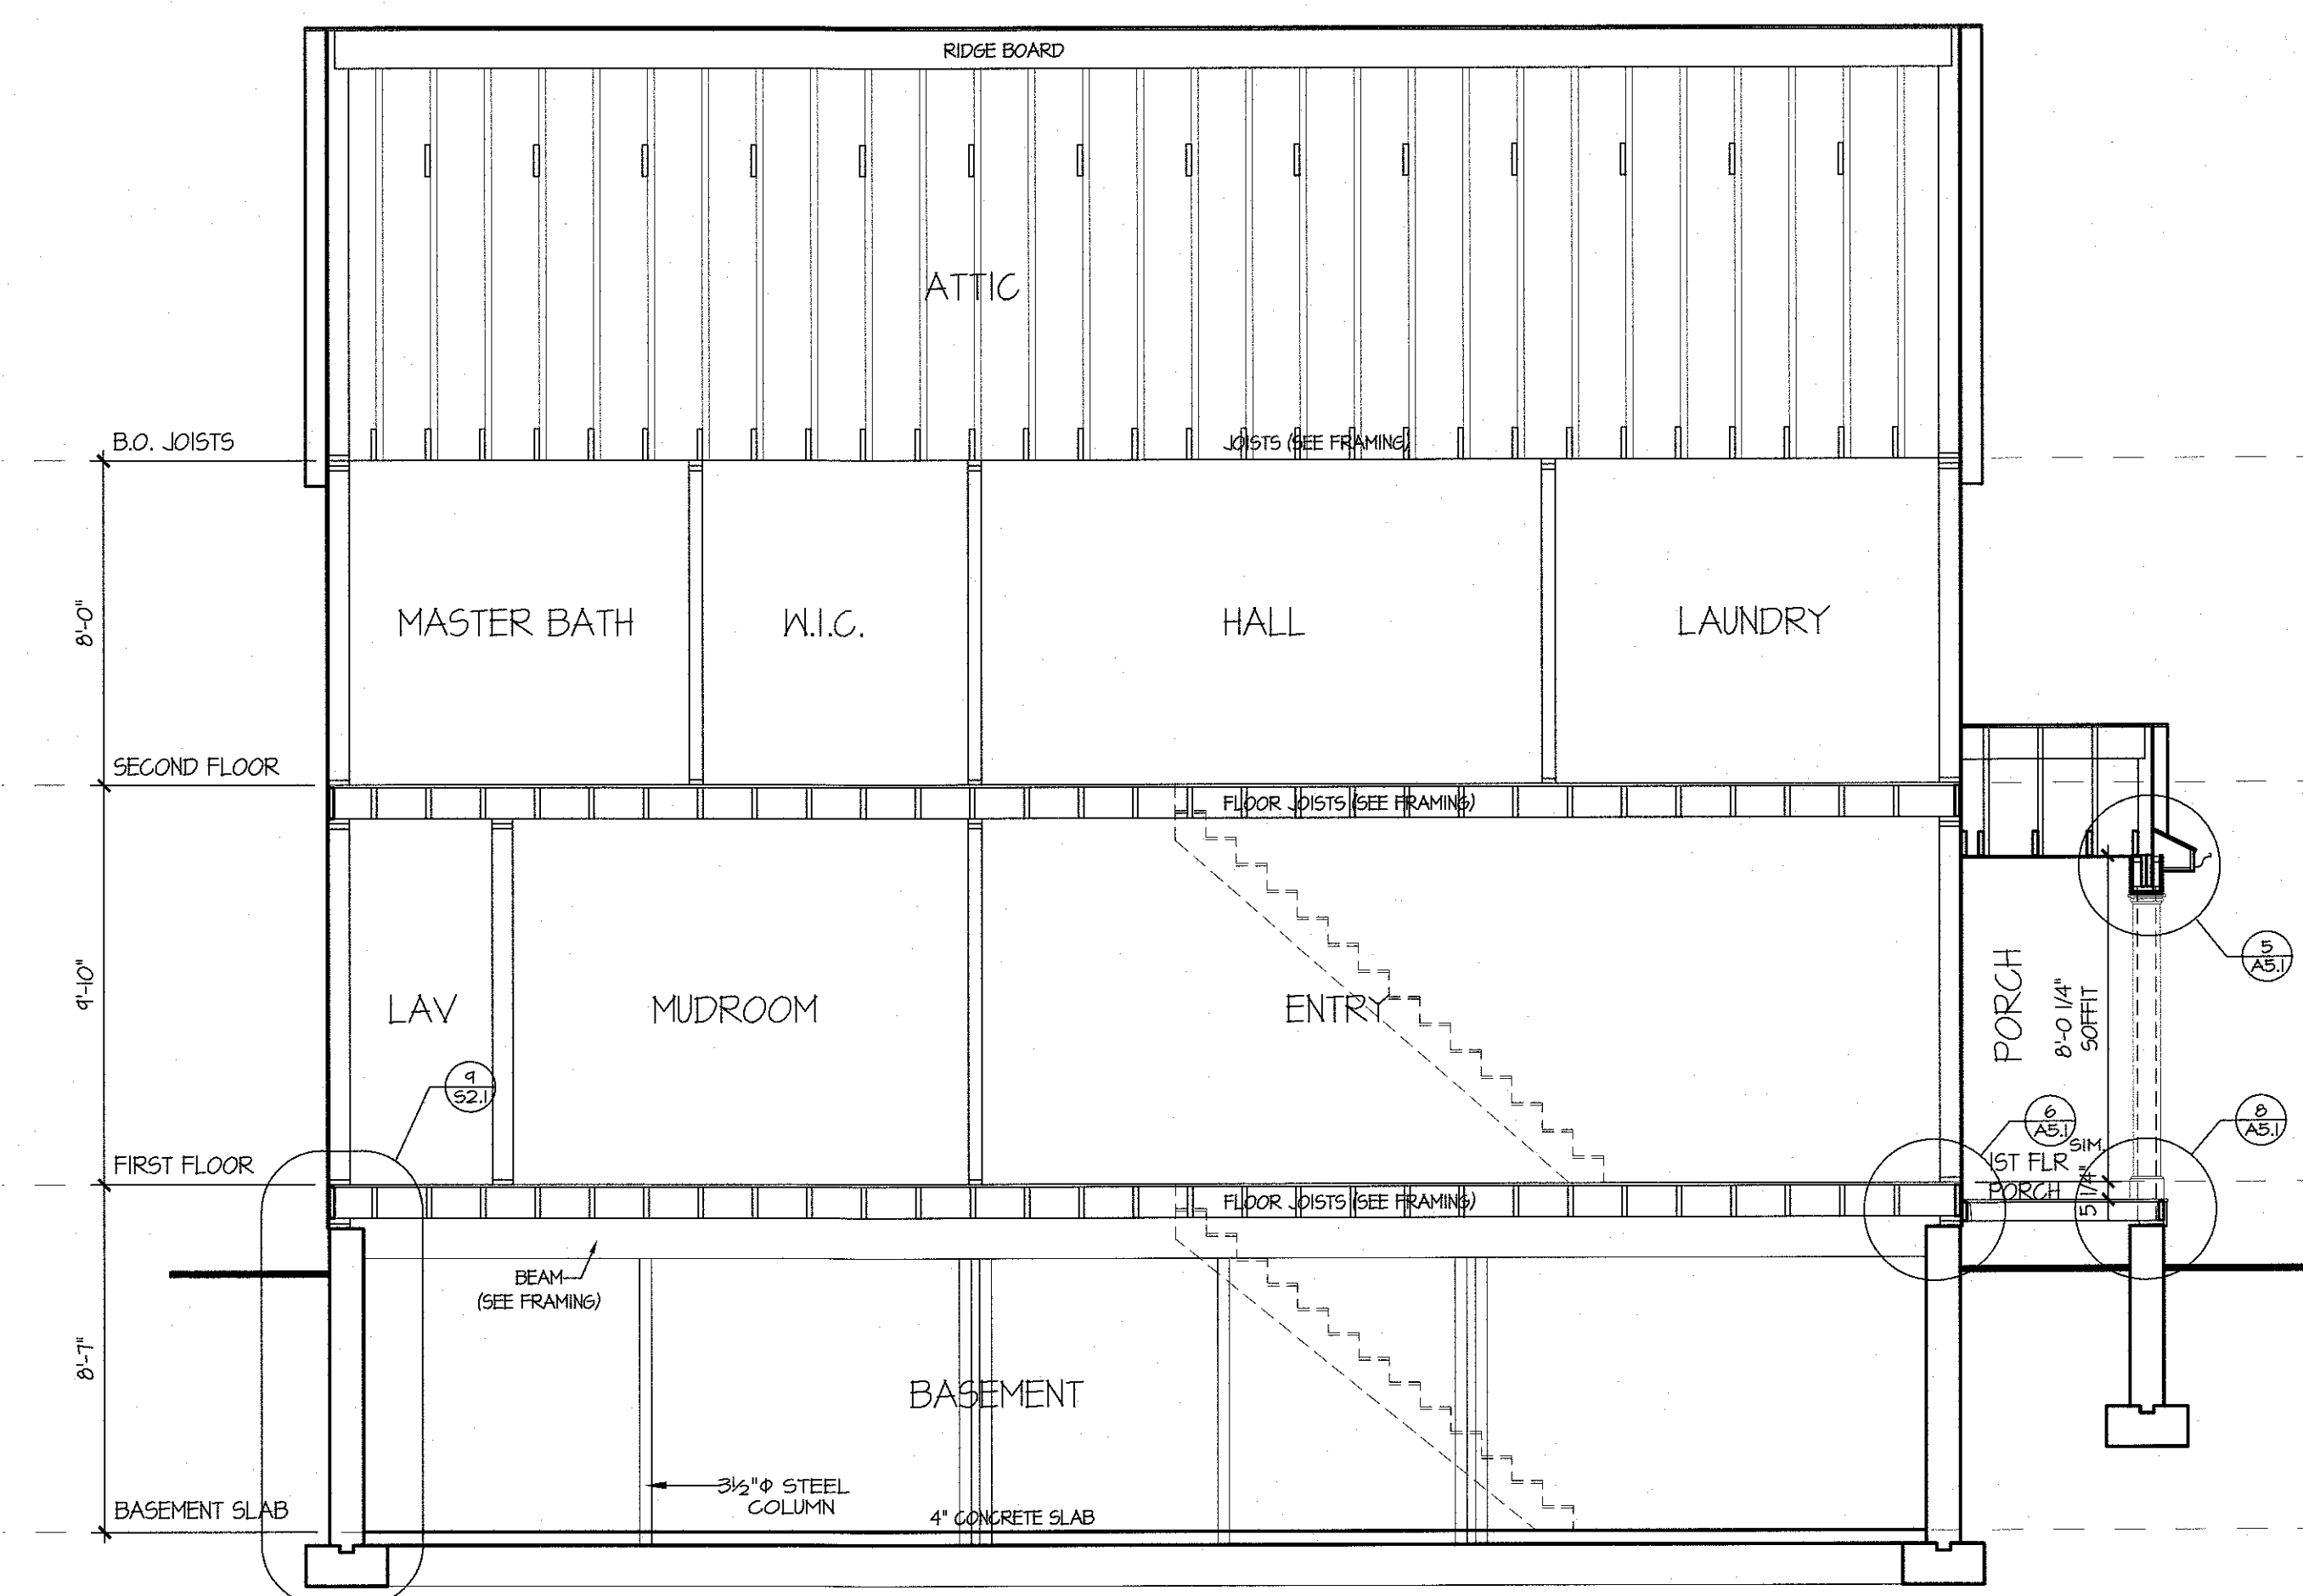 RIDGE BOARD
ATTIC
B.O. JOISTS
JOISTS (SEE FRAMING)
8'-0"
MASTER BATH
W.I.C.
HALL
LAUNDRY
SECOND FLOOR
FLOOR JOISTS (SEE FRAMING)
9'-10"
LAV
MUDROOM
ENTRY
PORCH
8'-0 1/4"
SOFFIT
5
A5.1
9
S2.1
6
A5.1
SIM.
8
A5.1
FIRST FLOOR
1ST FLR
PORCH
5 1/4"
FLOOR JOISTS (SEE FRAMING)
BEAM
(SEE FRAMING)
8'-7"
BASEMENT
3½"Φ STEEL
COLUMN
BASEMENT SLAB
4" CONCRETE SLAB